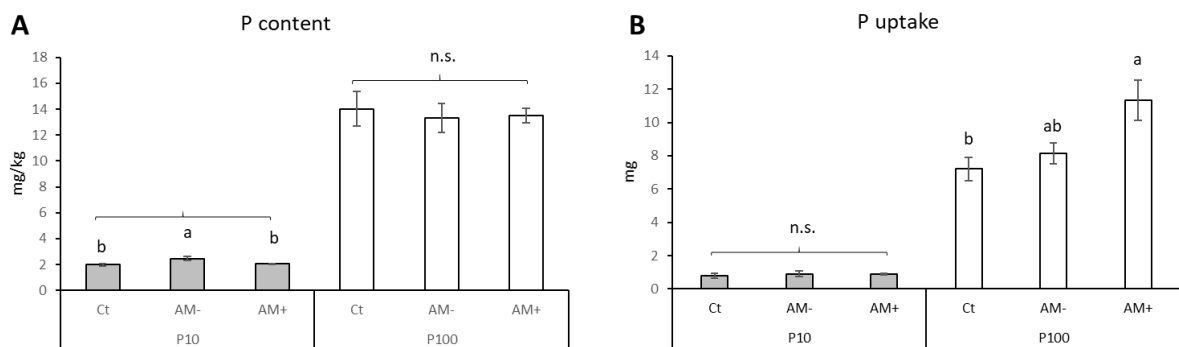 A
P content
mg/kg
18
16
14
12
10
8
6
4
2
0
n.s.
b
a
b
Ct
AM-
AM+
Ct
AM-
AM+
P10
P100
B
P uptake
mg
14
12
10
8
6
4
2
0
n.s.
b
ab
a
Ct
AM-
AM+
Ct
AM-
AM+
P10
P100